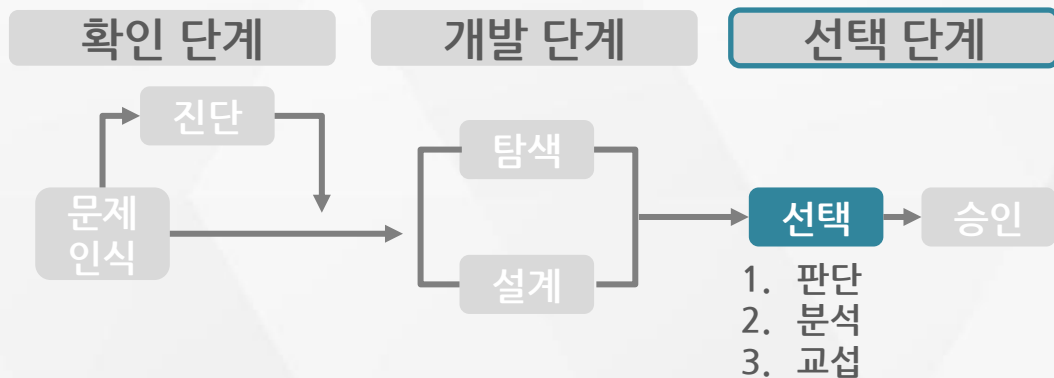 확인 단계
개발 단계
선택 단계
진단
문제
인식
탐색
설계
선택
승인
1. 판단
2. 분석
3. 교섭